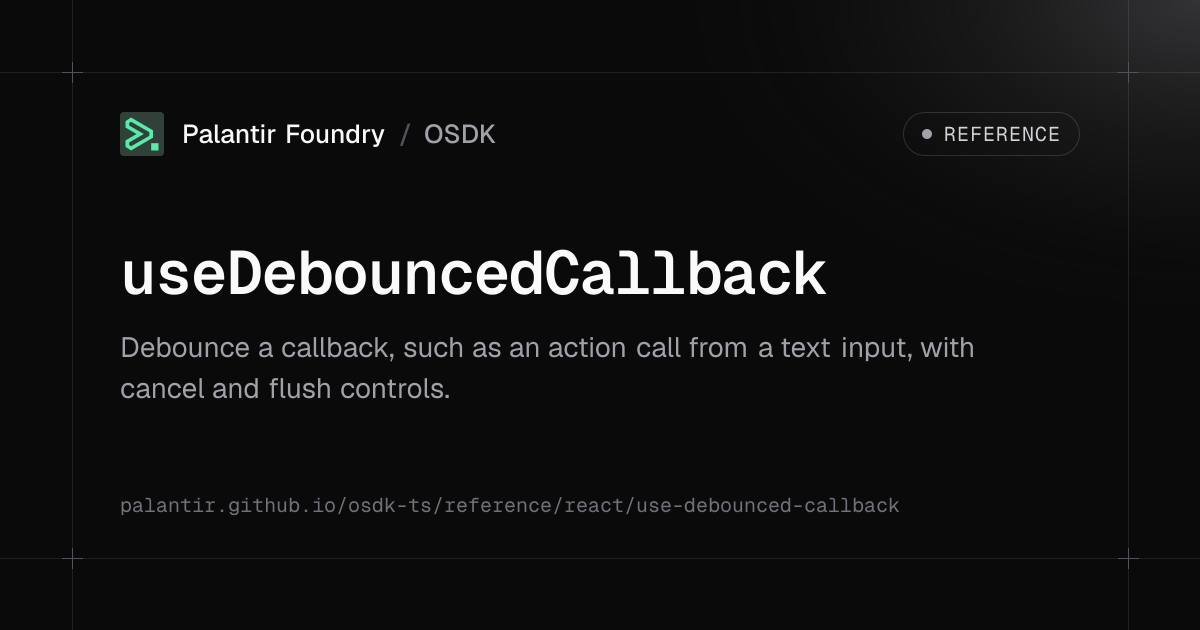 Palantir Foundry / OSDK
REFERENCE
useDebouncedCallback
Debounce a callback, such as an action call from a text input, with
cancel and flush controls.
palantir.github.io/osdk-ts/reference/react/use-debounced-callback